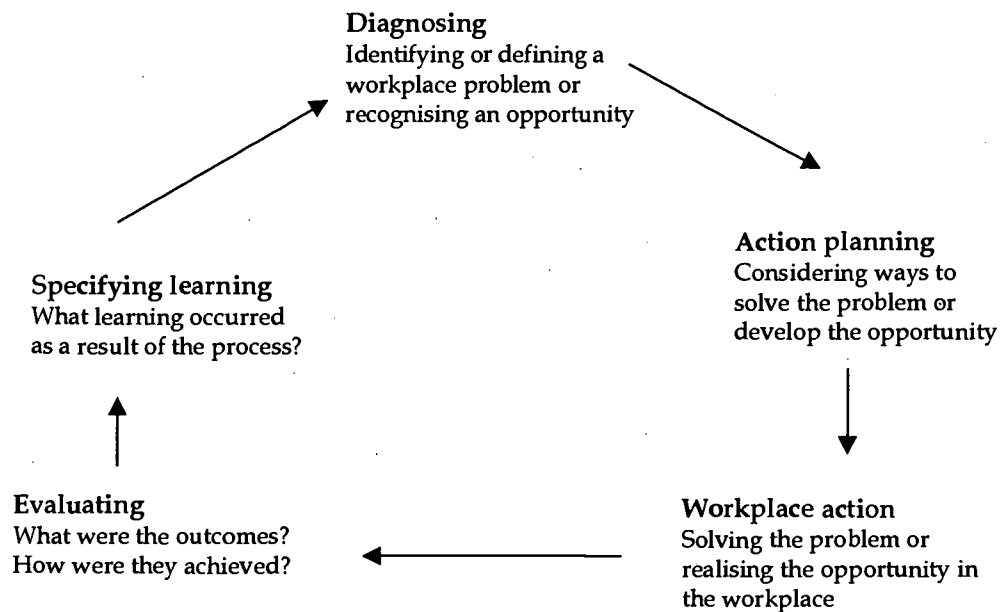 Diagnosing
Identifying or defining a
workplace problem or
recognising an opportunity
Action planning
Considering ways to
solve the problem or
develop the opportunity
Workplace action
Solving the problem or
realising the opportunity in
the workplace
Evaluating
What were the outcomes?
How were they achieved?
Specifying learning
What learning occurred
as a result of the process?